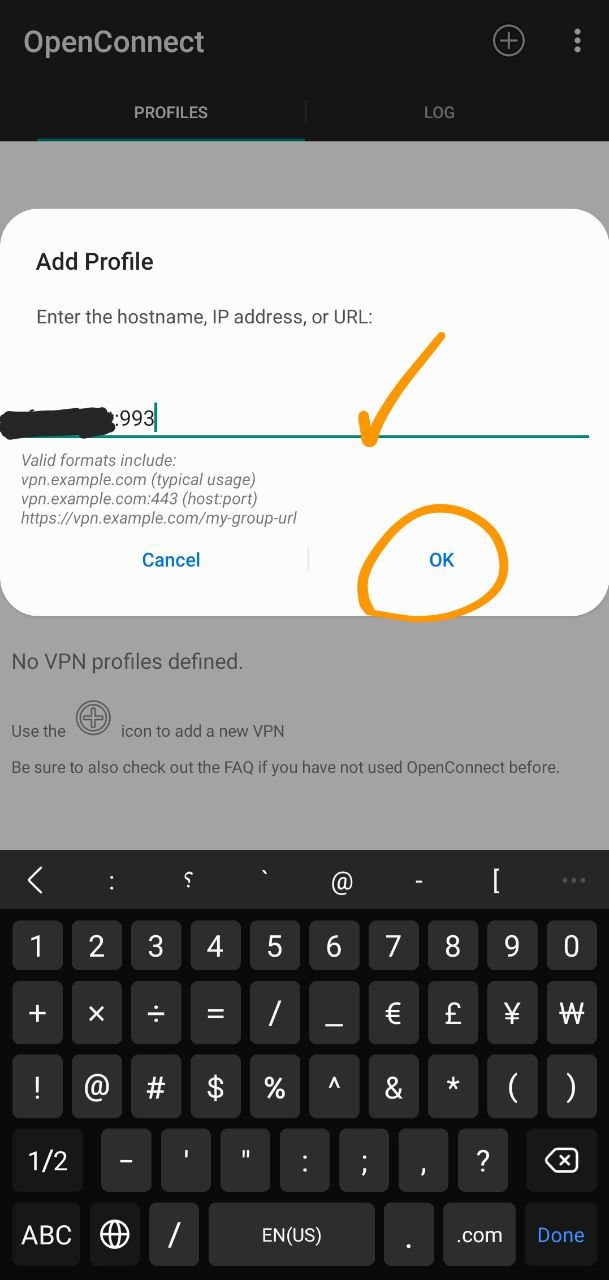 OpenConnect
PROFILES
LOG
Add Profile
Enter the hostname, IP address, or URL:
:993
Valid formats include:
vpn.example.com (typical usage)
vpn.example.com:443 (host:port)
https://vpn.example.com/my-group-url
Cancel
OK
No VPN profiles defined.
Use the icon to add a new VPN
Be sure to also check out the FAQ if you have not used OpenConnect before.
: ؟ ` @ - [ ...
1 2 3 4 5 6 7 8 9 0
+ × ÷ = / _ € £ ¥ ₩
! @ # $ % ^ & * ( )
1/2 - ' " : ; , ?
ABC / EN(US) . .com Done